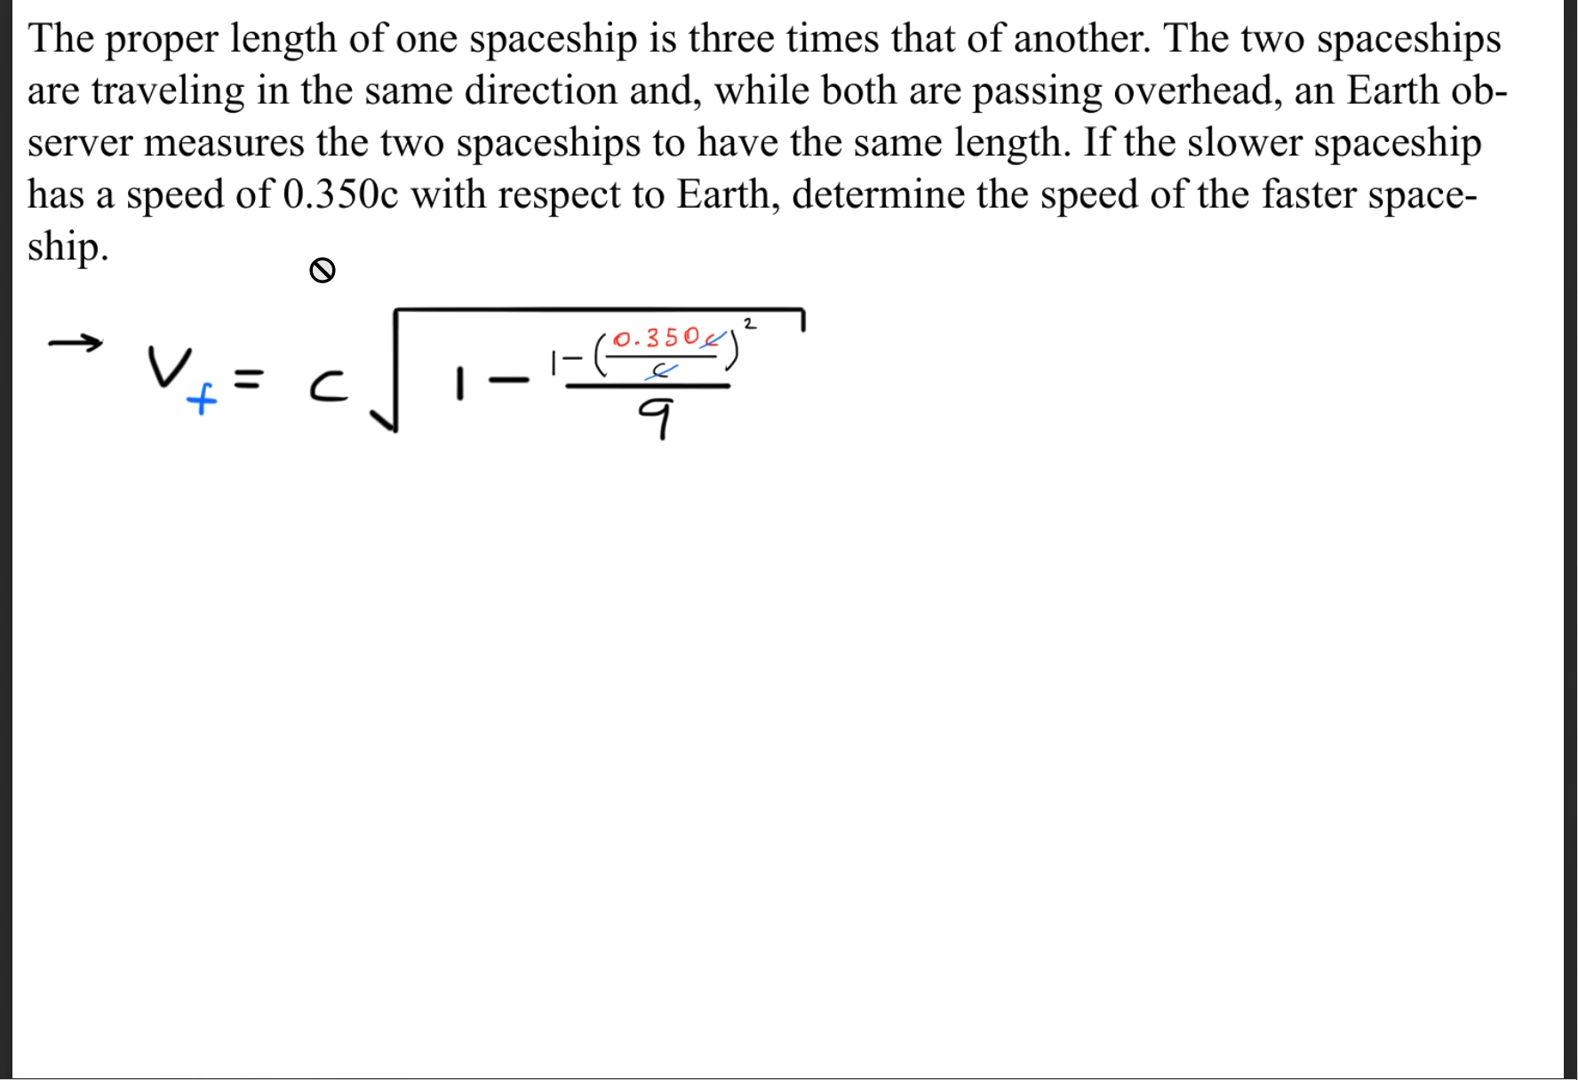 The proper length of one spaceship is three times that of another. The two spaceships
are traveling in the same direction and, while both are passing overhead, an Earth ob-
server measures the two spaceships to have the same length. If the slower spaceship
has a speed of 0.350c with respect to Earth, determine the speed of the faster space-
ship.
→ V_f = c √(1 - (1 - (0.350c/c)²)/9)